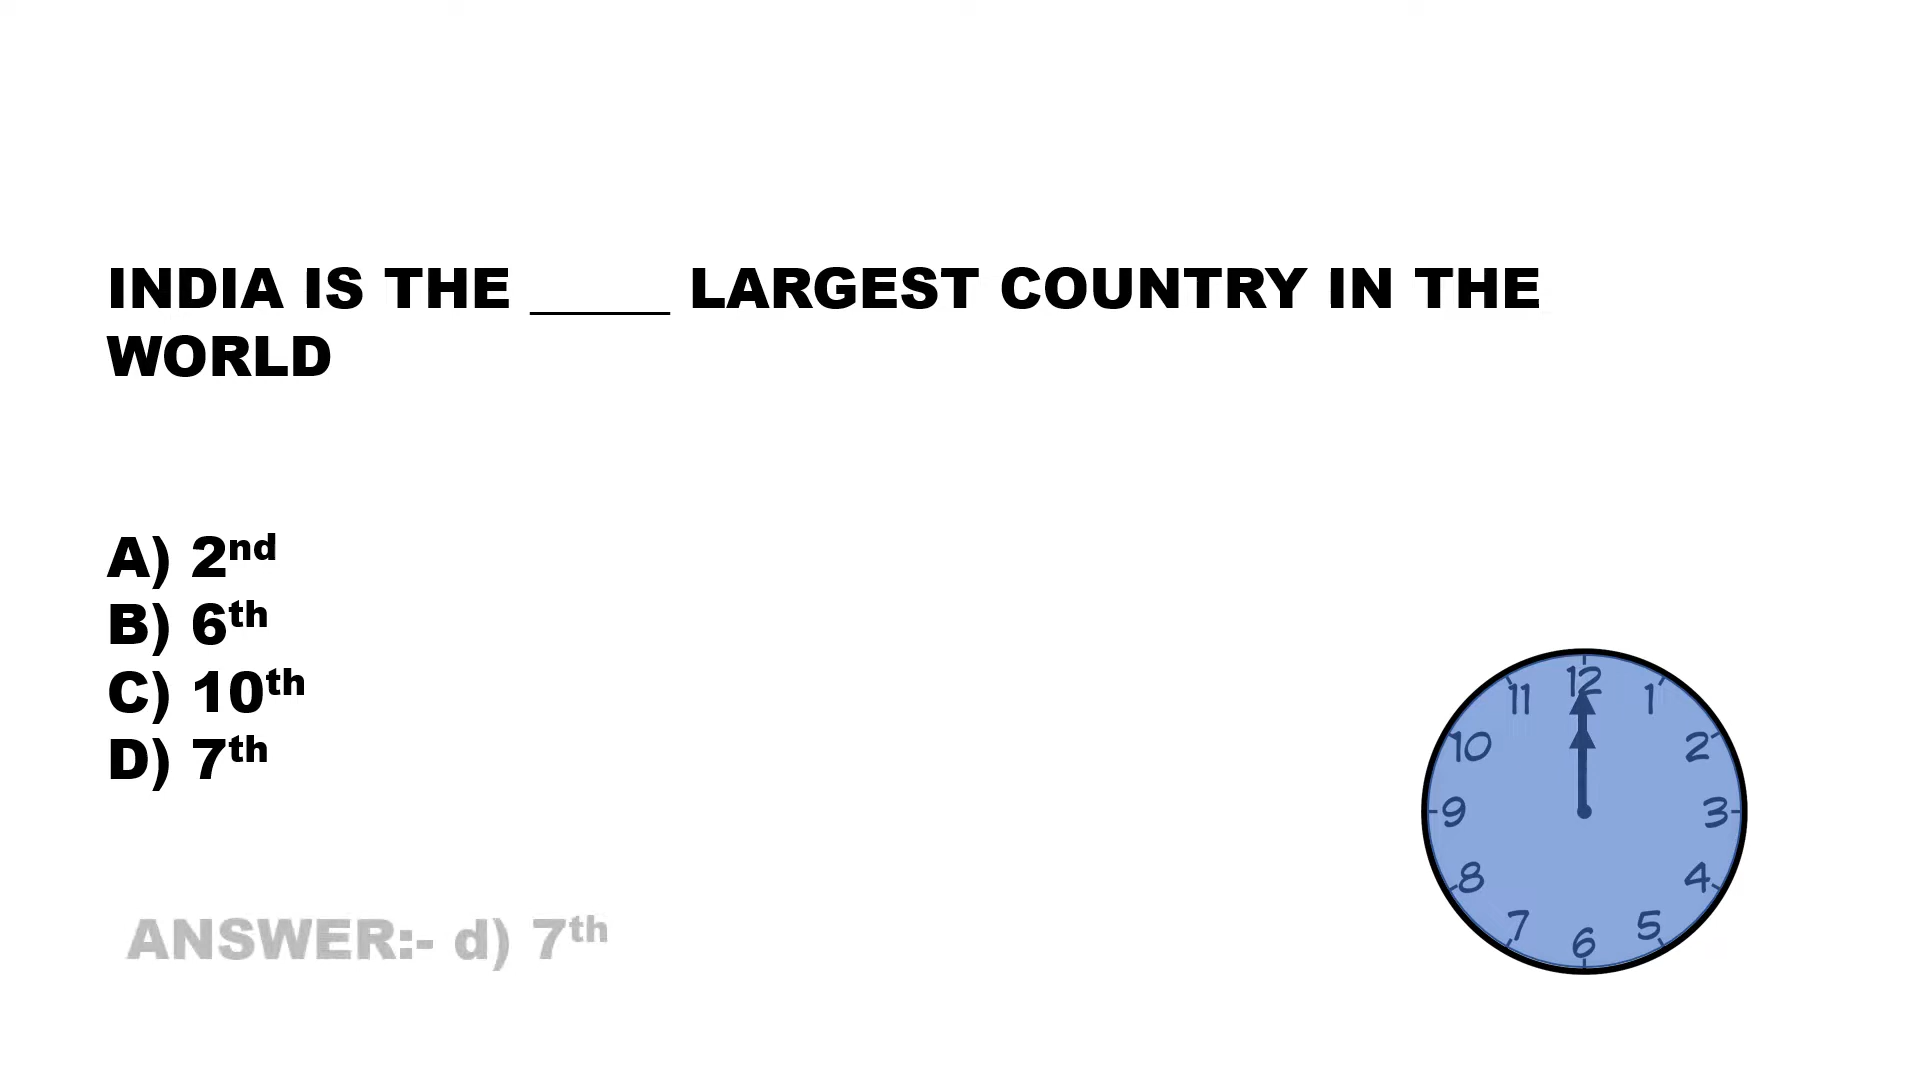 INDIA IS THE _____ LARGEST COUNTRY IN THE
WORLD
A) 2nd
B) 6th
C) 10th
D) 7th
ANSWER:- d) 7th
12
11 1
10 2
9 3
8 4
7 5
6